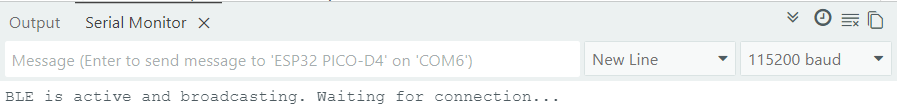 Output Serial Monitor
Message (Enter to send message to 'ESP32 PICO-D4' on 'COM6') New Line 115200 baud
BLE is active and broadcasting. Waiting for connection...